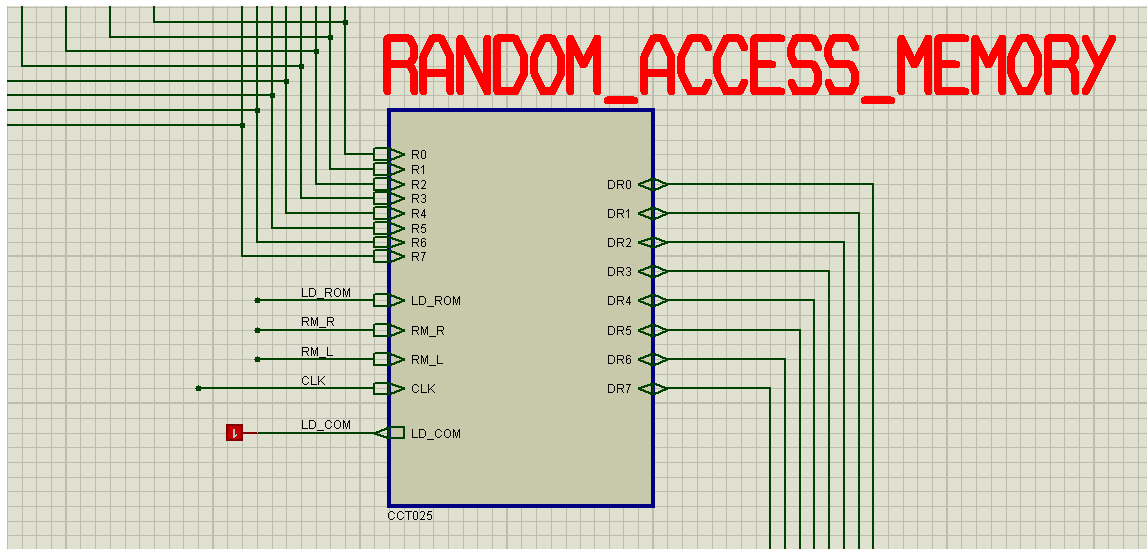 RANDOM_ACCESS_MEMORY
R0
R1
R2
R3
R4
R5
R6
R7
DR0
DR1
DR2
DR3
DR4
DR5
DR6
DR7
LD_ROM LD_ROM
RM_R RM_R
RM_L RM_L
CLK CLK
1 LD_COM LD_COM
CCT025